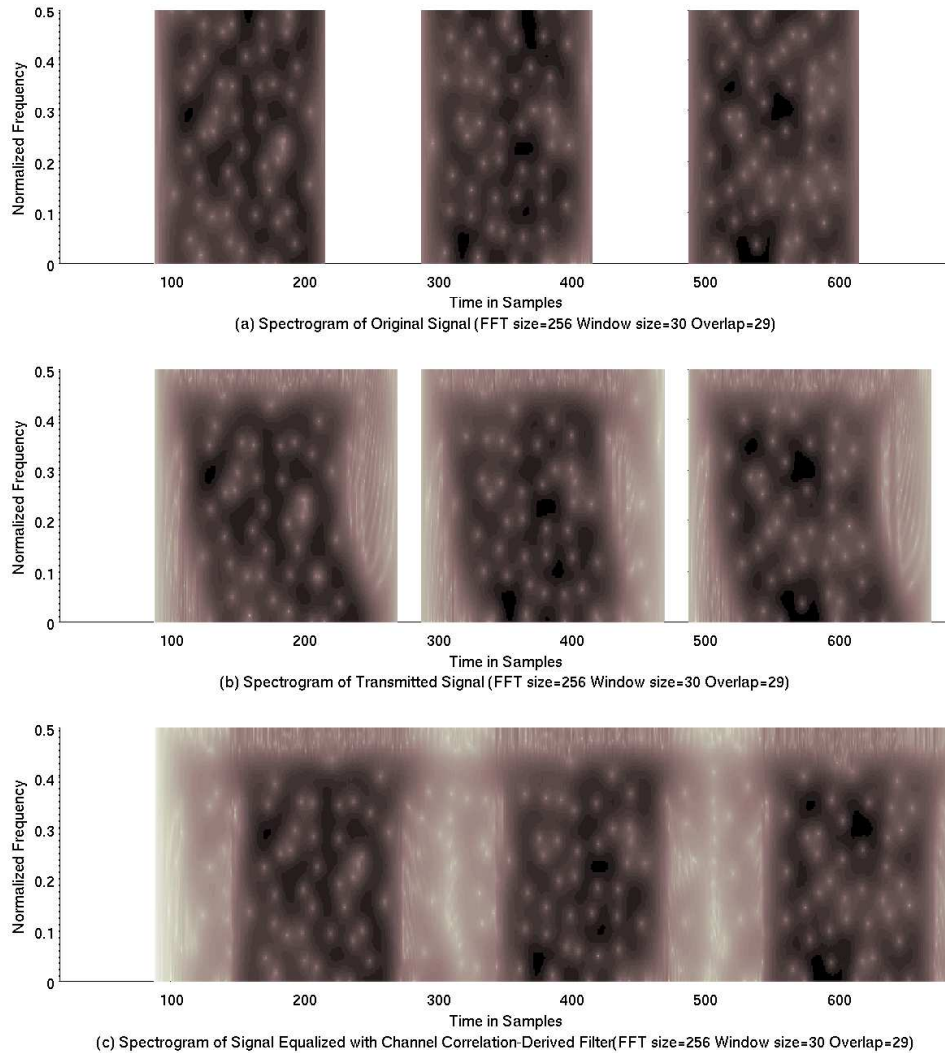 0.5
0.4
0.3
0.2
0.1
0
Normalized Frequency
100 200 300 400 500 600
Time in Samples
(a) Spectrogram of Original Signal (FFT size=256 Window size=30 Overlap=29)
0.5
0.4
0.3
0.2
0.1
0
Normalized Frequency
100 200 300 400 500 600
Time in Samples
(b) Spectrogram of Transmitted Signal (FFT size=256 Window size=30 Overlap=29)
0.5
0.4
0.3
0.2
0.1
0
Normalized Frequency
100 200 300 400 500 600
Time in Samples
(c) Spectrogram of Signal Equalized with Channel Correlation-Derived Filter(FFT size=256 Window size=30 Overlap=29)